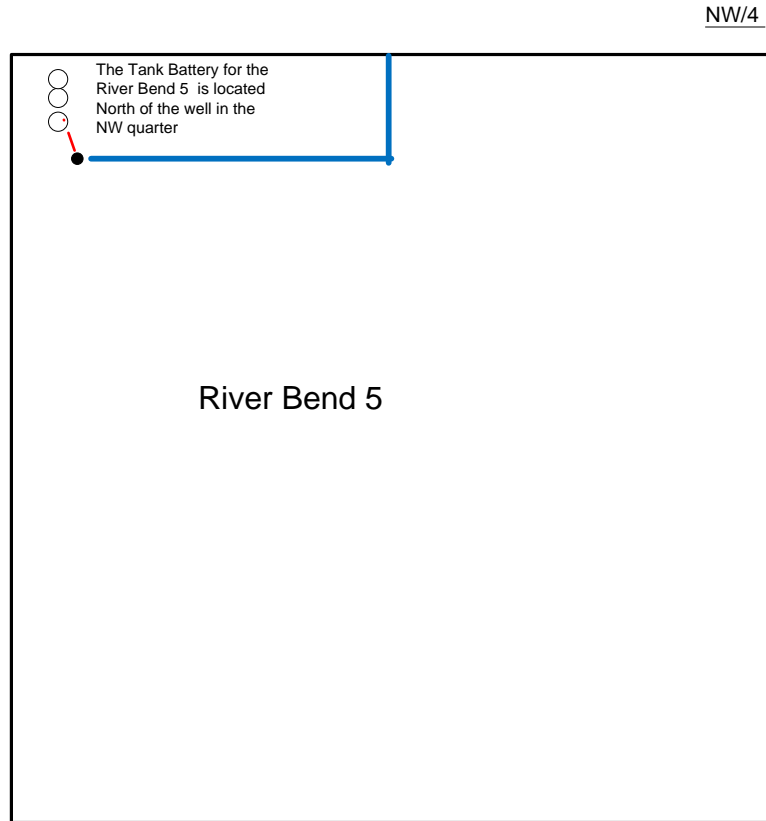 NW/4
The Tank Battery for the
River Bend 5  is located
North of the well in the
NW quarter
River Bend 5